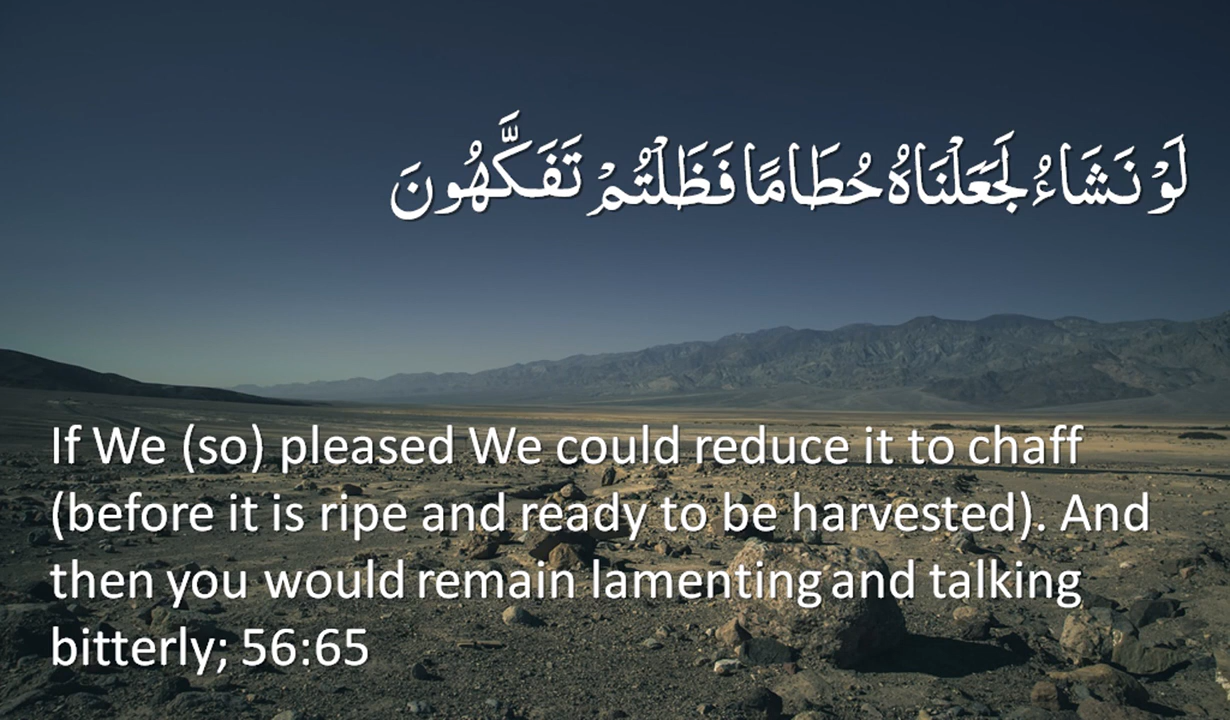 لَوْ نَشَاءُ لَجَعَلْنَاهُ حُطَامًا فَظَلْتُمْ تَفَكَّهُونَ
If We (so) pleased We could reduce it to chaff
(before it is ripe and ready to be harvested). And
then you would remain lamenting and talking
bitterly; 56:65